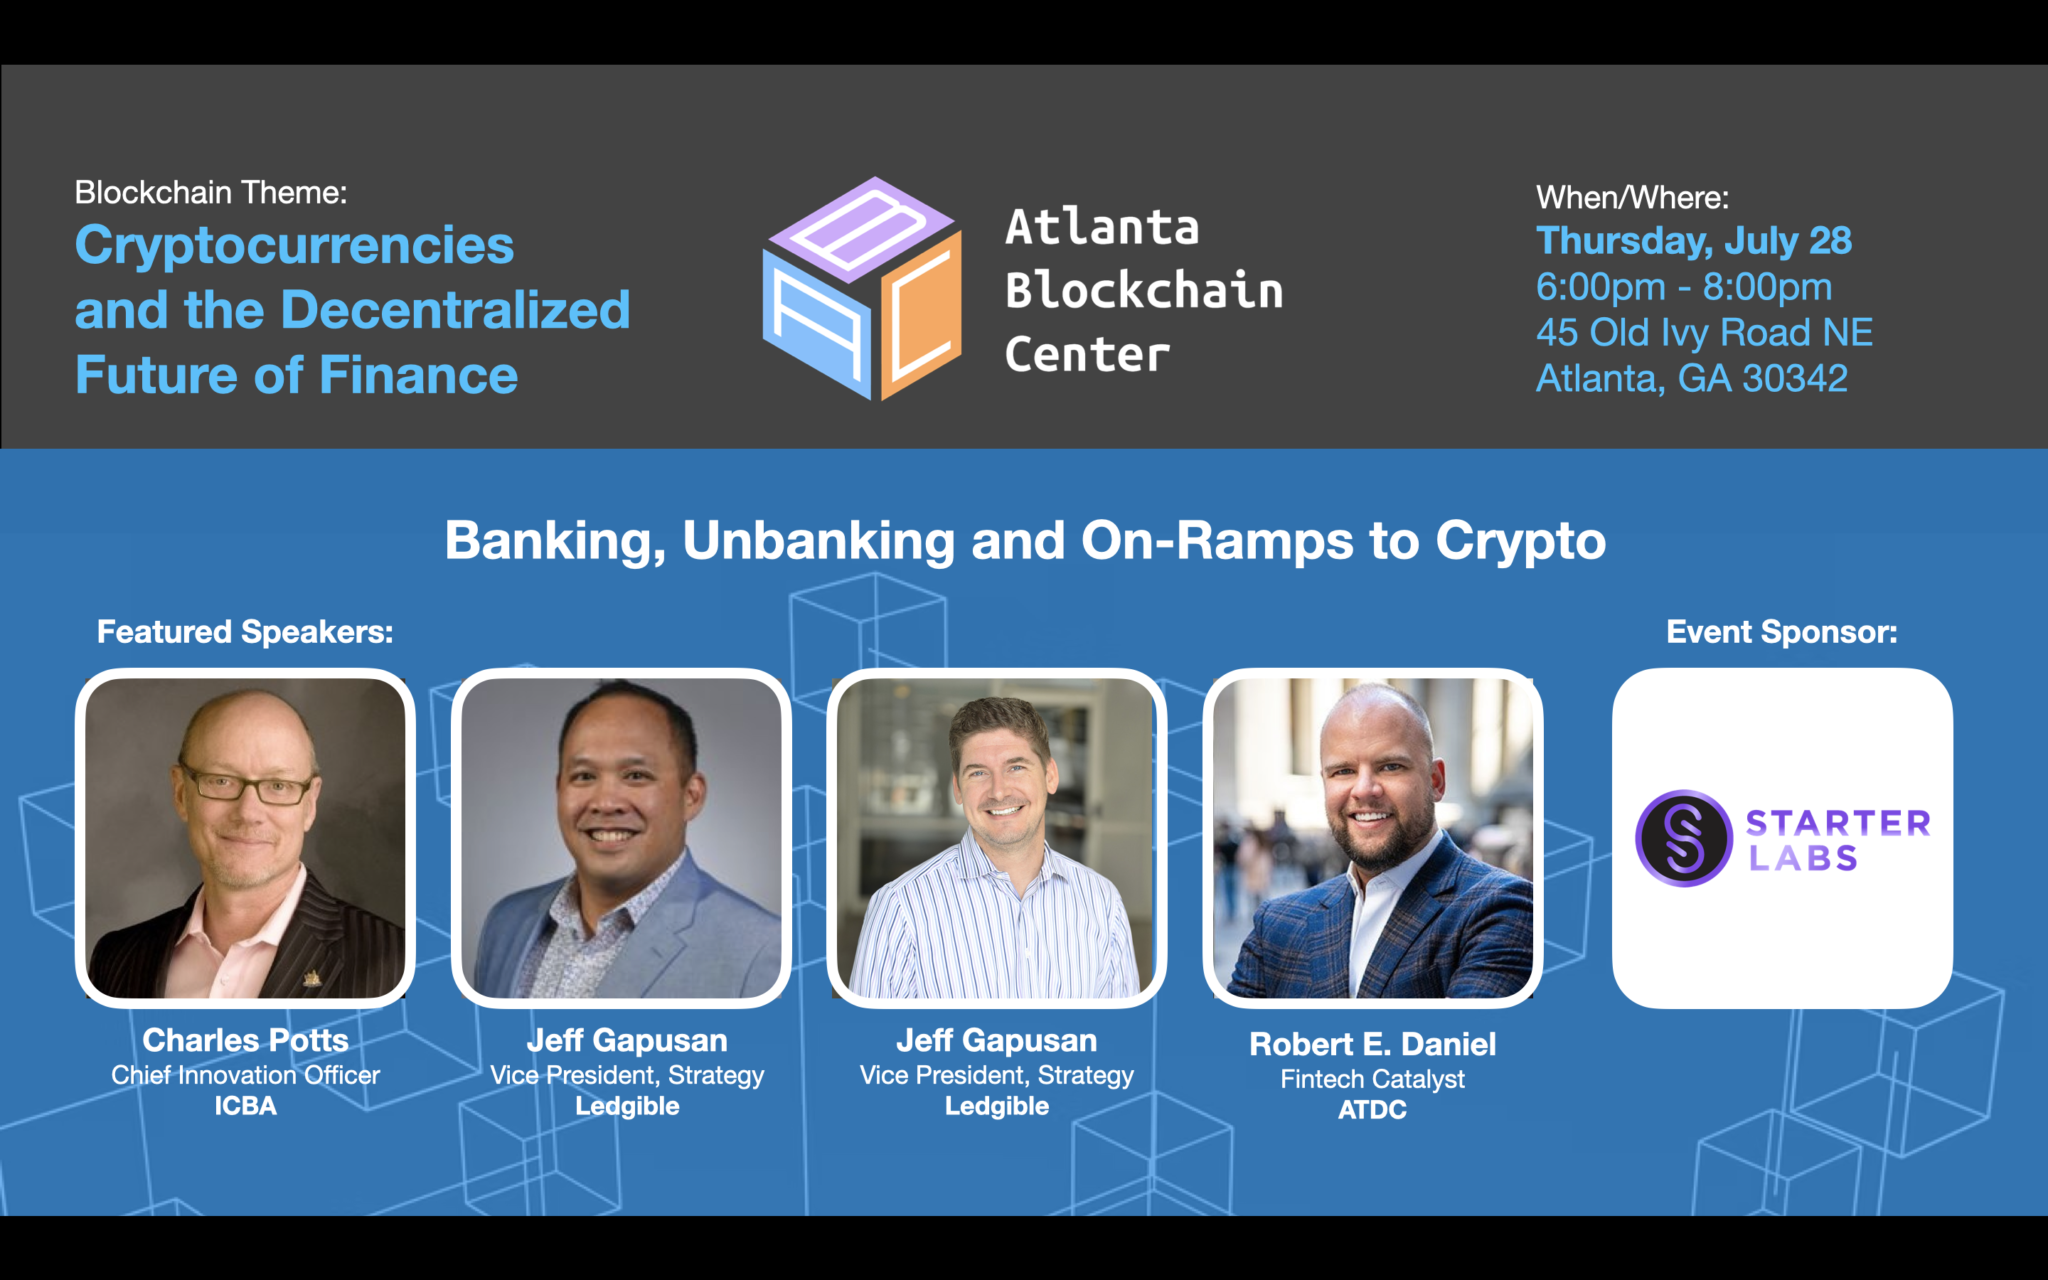 Blockchain Theme:
Cryptocurrencies
and the Decentralized
Future of Finance
B
A
C
Atlanta
Blockchain
Center
When/Where:
Thursday, July 28
6:00pm - 8:00pm
45 Old Ivy Road NE
Atlanta, GA 30342
Banking, Unbanking and On-Ramps to Crypto
Featured Speakers:
Charles Potts
Chief Innovation Officer
ICBA
Jeff Gapusan
Vice President, Strategy
Ledgible
Jeff Gapusan
Vice President, Strategy
Ledgible
Robert E. Daniel
Fintech Catalyst
ATDC
Event Sponsor:
S
STARTER
LABS